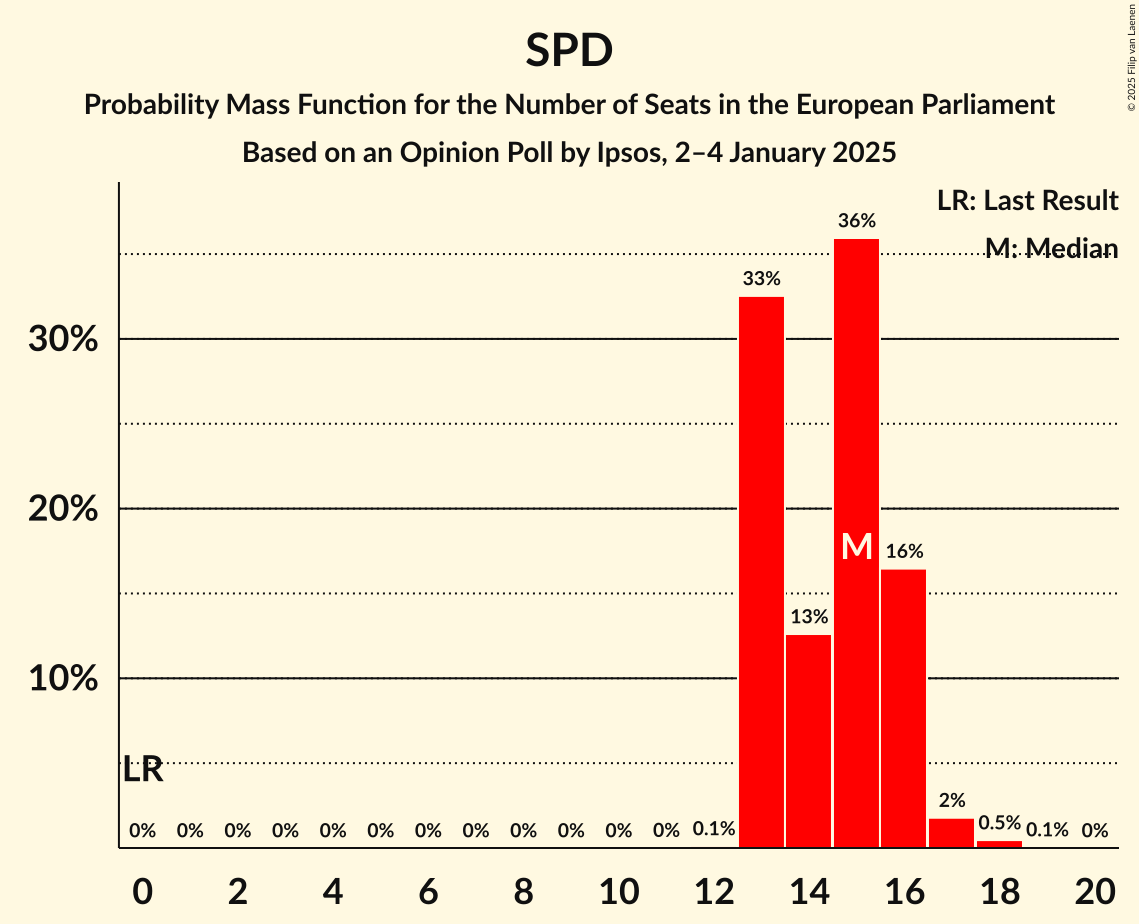 SPD
Probability Mass Function for the Number of Seats in the European Parliament
Based on an Opinion Poll by Ipsos, 2–4 January 2025
© 2025 Filip van Laenen
LR: Last Result
M: Median
36%
33%
30%
20%
M
16%
13%
10%
LR
2%
0% 0% 0% 0% 0% 0% 0% 0% 0% 0% 0% 0% 0.1% 0.5% 0.1% 0%
0 2 4 6 8 10 12 14 16 18 20